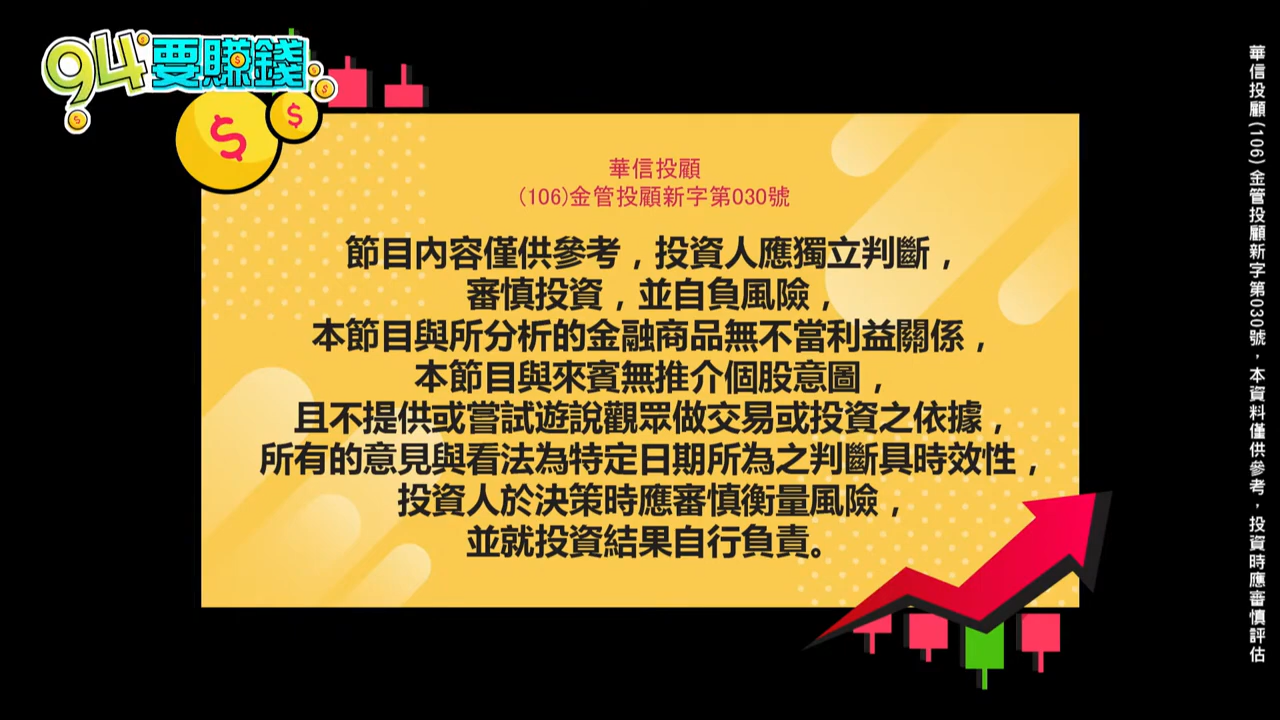 94要賺錢
華信投顧
(106)金管投顧新字第030號
節目內容僅供參考，投資人應獨立判斷，
審慎投資，並自負風險，
本節目與所分析的金融商品無不當利益關係，
本節目與來賓無推介個股意圖，
且不提供或嘗試遊說觀眾做交易或投資之依據，
所有的意見與看法為特定日期所為之判斷具時效性，
投資人於決策時應審慎衡量風險，
並就投資結果自行負責。
華信投顧(106)金管投顧新字第030號，本資料僅供參考，投資時應審慎評估